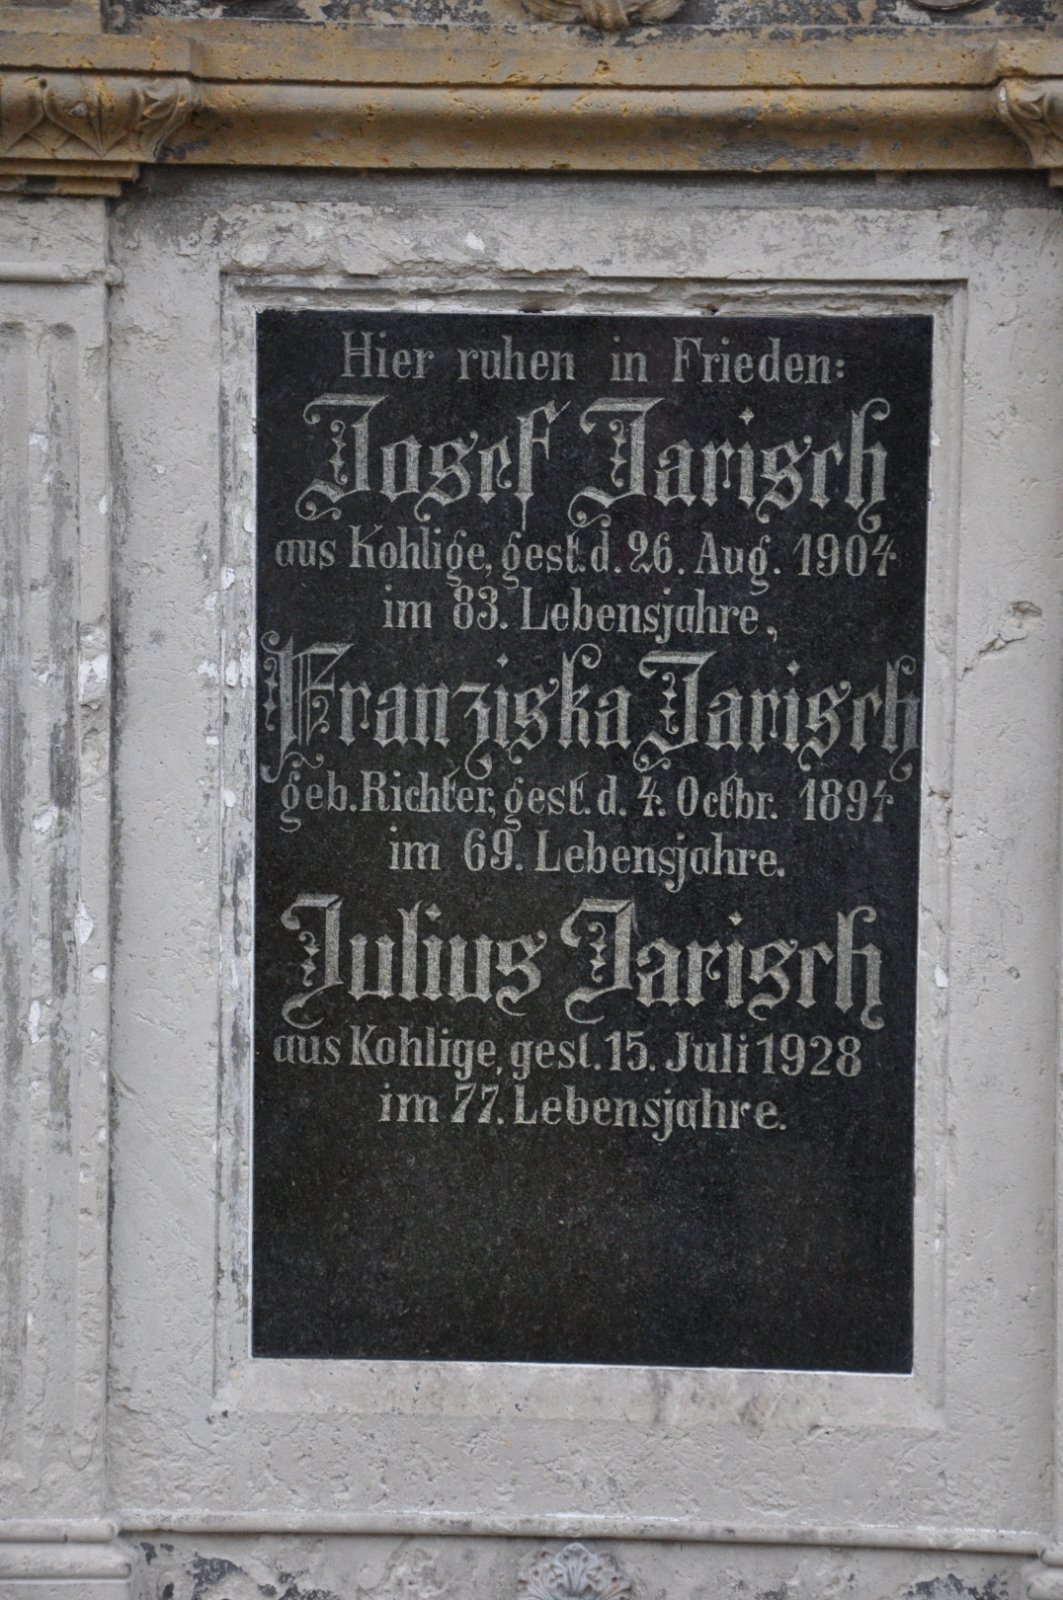 Hier ruhen in Frieden:
Josef Jarisch
aus Kohlige, gest. d. 26. Aug. 1904
im 83. Lebensjahre,
Franziska Jarisch
geb. Richter, gest. d. 4. Octbr. 1894
im 69. Lebensjahre.
Julius Jarisch
aus Kohlige, gest. 15. Juli 1928
im 77. Lebensjahre.